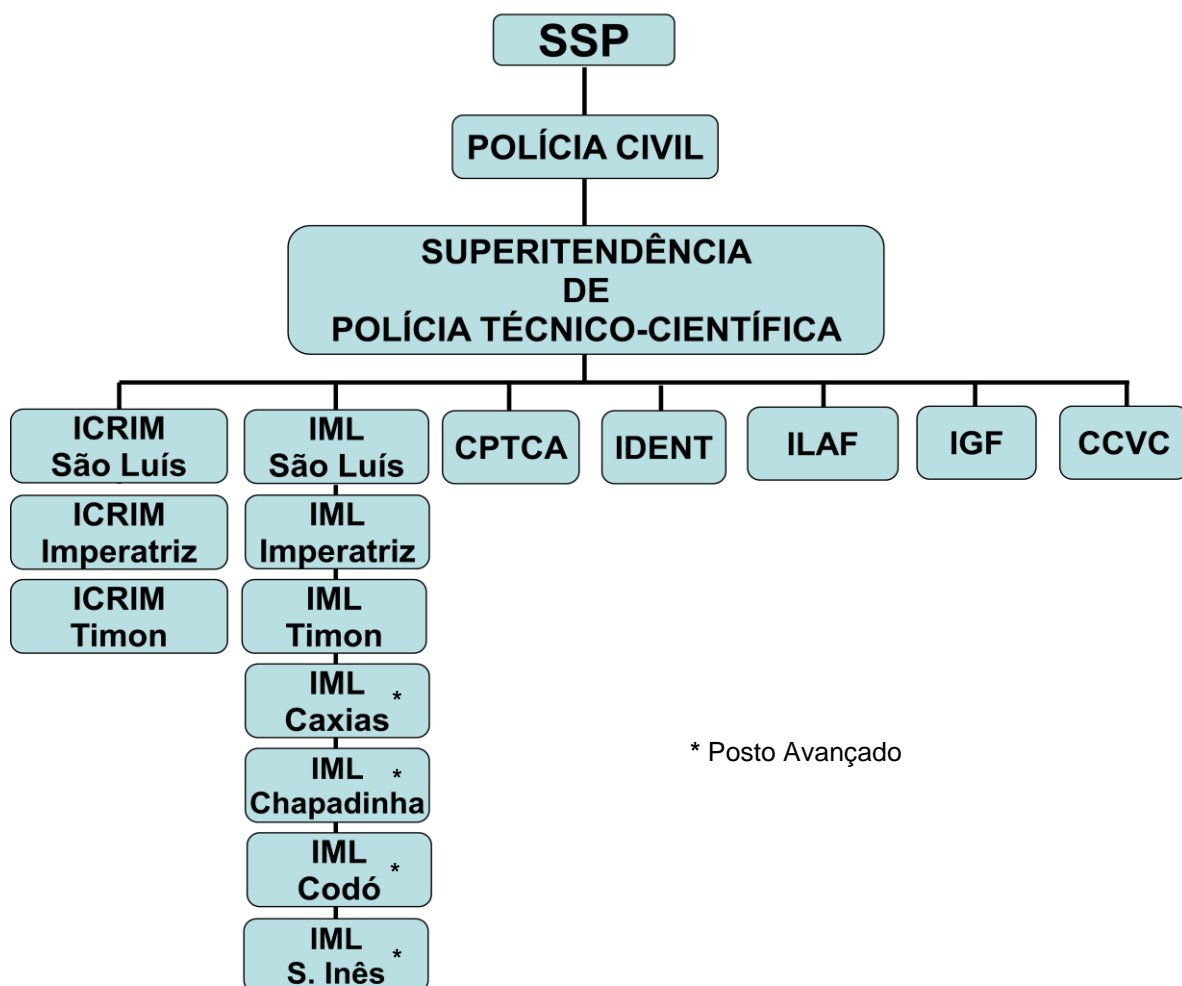 SSP
POLÍCIA CIVIL
SUPERITENDÊNCIA
DE
POLÍCIA TÉCNICO-CIENTÍFICA
ICRIM
São Luís
IML
São Luís
CPTCA
IDENT
ILAF
IGF
CCVC
ICRIM
Imperatriz
IML
Imperatriz
ICRIM
Timon
IML
Timon
IML
Caxias *
IML
Chapadinha *
IML
Codó *
IML
S. Inês *
* Posto Avançado